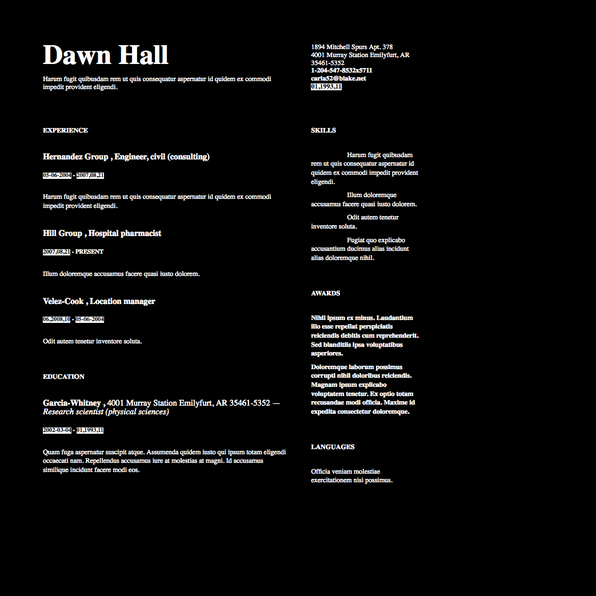 Dawn Hall
Harum fugit quibusdam rem ut quis consequatur aspernatur id quidem ex commodi
impedit provident eligendi.
1894 Mitchell Spurs Apt. 378
4001 Murray Station Emilyfurt, AR
35461-5352
1-204-547-8532x5711
carla52@blake.net
01.1993.11
EXPERIENCE
Hernandez Group , Engineer, civil (consulting)
05-06-2004 - 2007.08.21
Harum fugit quibusdam rem ut quis consequatur aspernatur id quidem ex commodi
impedit provident eligendi.
Hill Group , Hospital pharmacist
2007.08.21 - PRESENT
Illum doloremque accusamus facere quasi iusto dolorem.
Velez-Cook , Location manager
06.2008.10 - 05-06-2004
Odit autem tenetur inventore soluta.
EDUCATION
Garcia-Whitney , 4001 Murray Station Emilyfurt, AR 35461-5352 —
Research scientist (physical sciences)
2002-03-04 - 01.1993.11
Quam fuga aspernatur suscipit atque. Assumenda quidem iusto qui ipsum totam eligendi
occaecati nam. Repellendus accusamus iure at molestias at magni. Id accusamus
similique incidunt facere modi eos.
SKILLS
Harum fugit quibusdam
rem ut quis consequatur aspernatur id
quidem ex commodi impedit provident
eligendi.
Illum doloremque
accusamus facere quasi iusto dolorem.
Odit autem tenetur
inventore soluta.
Fugiat quo explicabo
accusantium ducimus alias incidunt
alias doloremque nihil.
AWARDS
Nihil ipsum ex minus. Laudantium
illo esse repellat perspiciatis
reiciendis debitis cum reprehenderit.
Sed blanditiis ipsa voluptatibus
asperiores.
Doloremque laborum possimus
corrupti nihil doloribus reiciendis.
Magnam ipsum explicabo
voluptatem tenetur. Ex optio totam
recusandae modi officia. Maxime id
expedita consectetur doloremque.
LANGUAGES
Officia veniam molestiae
exercitationem nisi possimus.